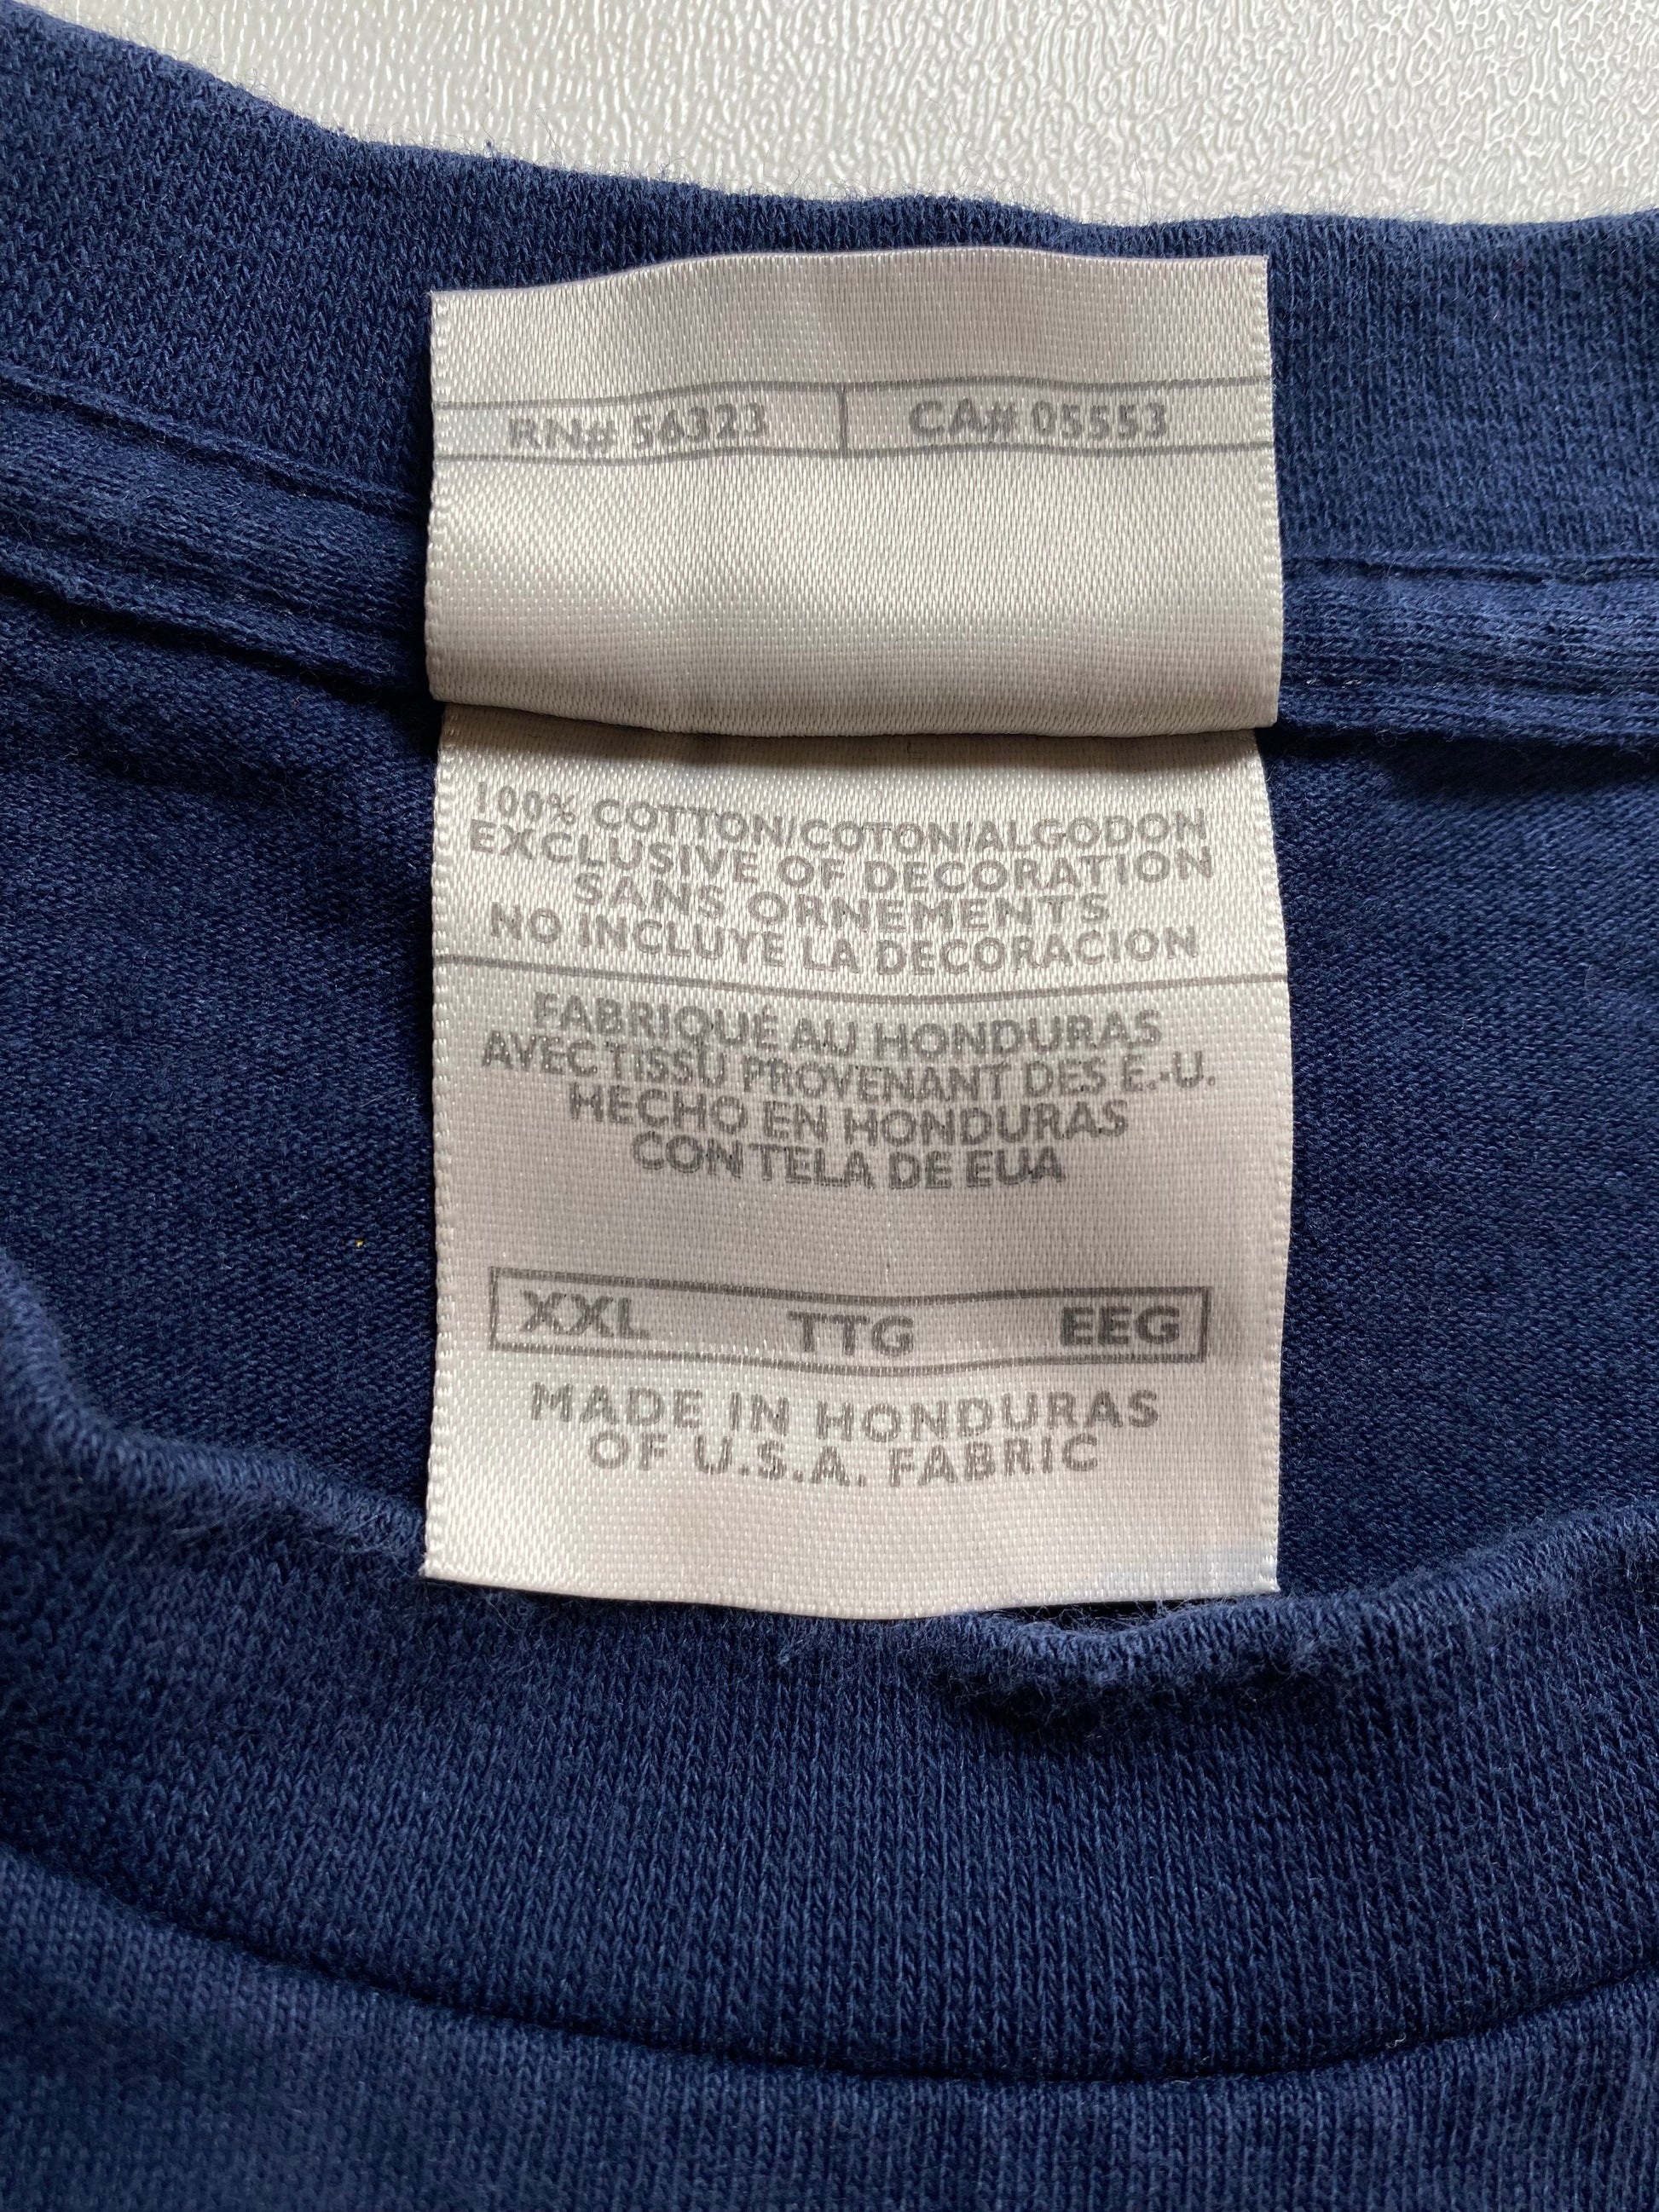 RN# 56323 CA# 05553
100% COTTON/COTON/ALGODON
EXCLUSIVE OF DECORATION
SANS ORNEMENTS
NO INCLUYE LA DECORACION
FABRIQUÉ AU HONDURAS
AVEC TISSU PROVENANT DES É.-U.
HECHO EN HONDURAS
CON TELA DE EUA
XXL TTG EEG
MADE IN HONDURAS
OF U.S.A. FABRIC